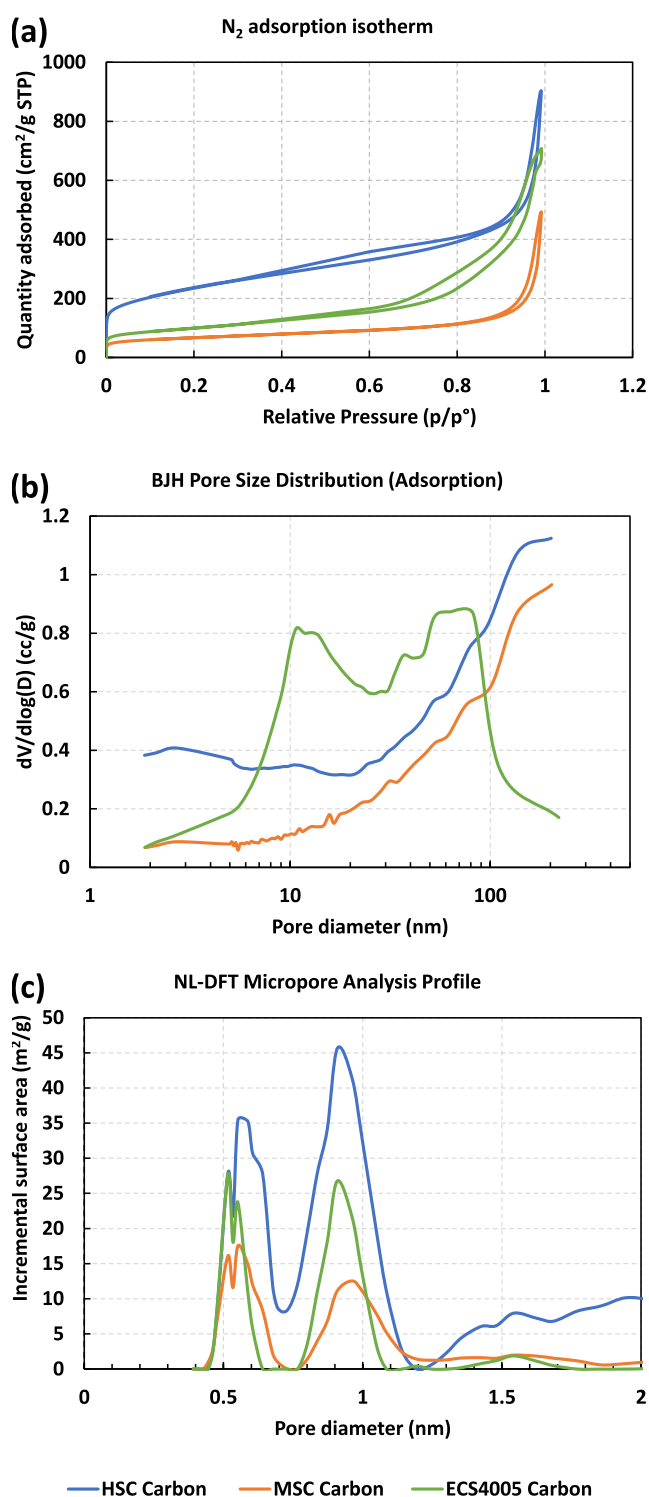 (a)
N₂ adsorption isotherm
Quantity adsorbed (cm²/g STP)
1000
800
600
400
200
0
0 0.2 0.4 0.6 0.8 1 1.2
Relative Pressure (p/p°)
(b)
BJH Pore Size Distribution (Adsorption)
dV/dlog(D) (cc/g)
1.2
1
0.8
0.6
0.4
0.2
0
1 10 100
Pore diameter (nm)
(c)
NL-DFT Micropore Analysis Profile
Incremental surface area (m²/g)
50
45
40
35
30
25
20
15
10
5
0
0 0.5 1 1.5 2
Pore diameter (nm)
HSC Carbon MSC Carbon ECS4005 Carbon